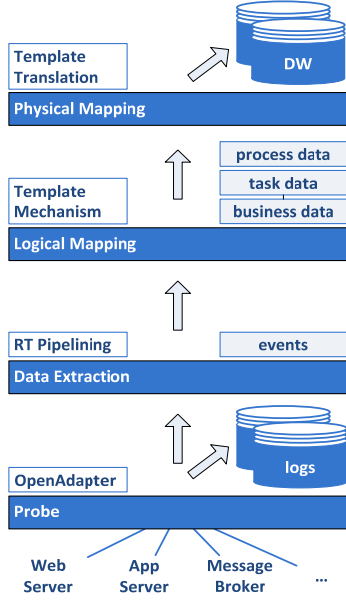 Template
Translation
DW
Physical Mapping
process data
Template
Mechanism
task data
business data
Logical Mapping
RT Pipelining
events
Data Extraction
OpenAdapter
logs
Probe
Web
Server
App
Server
Message
Broker
...